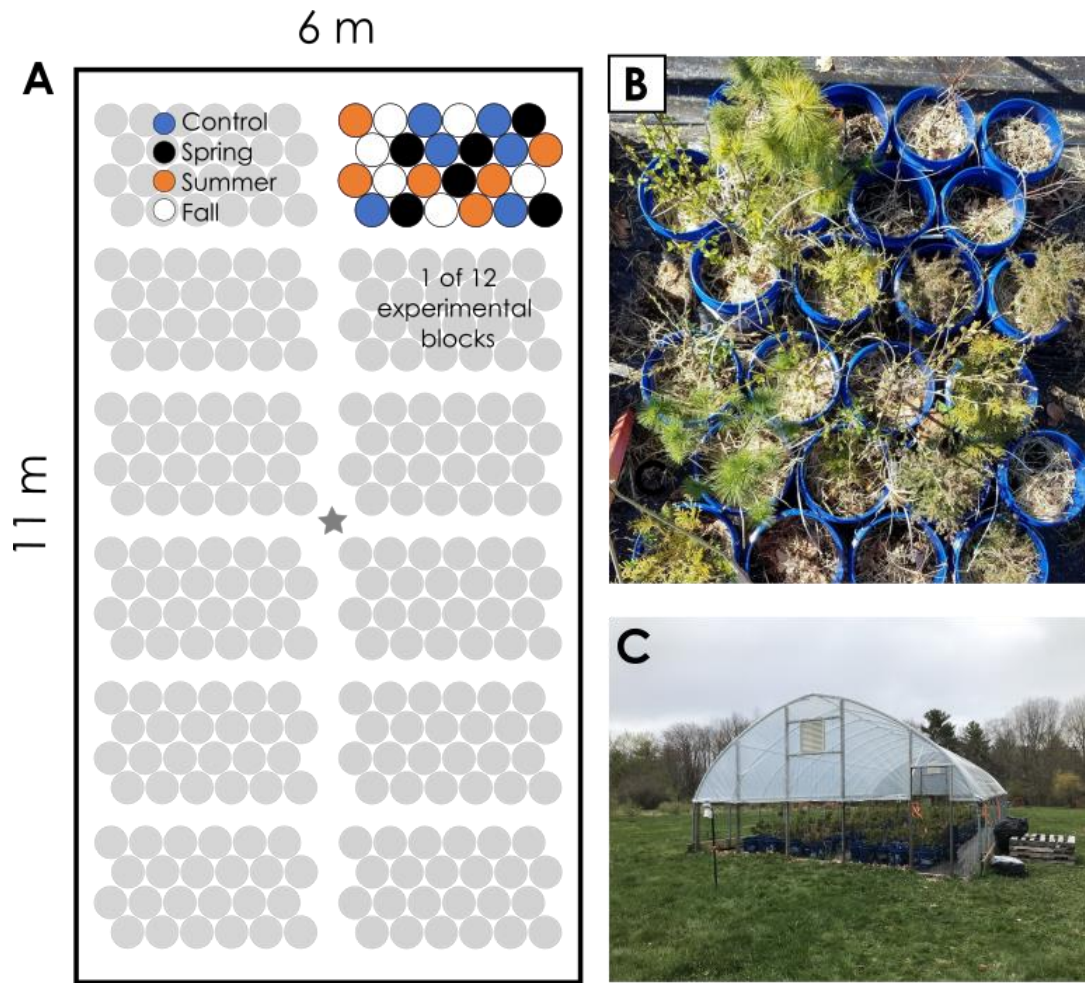 6 m
A
Control
Spring
Summer
Fall
1 of 12
experimental
blocks
11 m
B
C